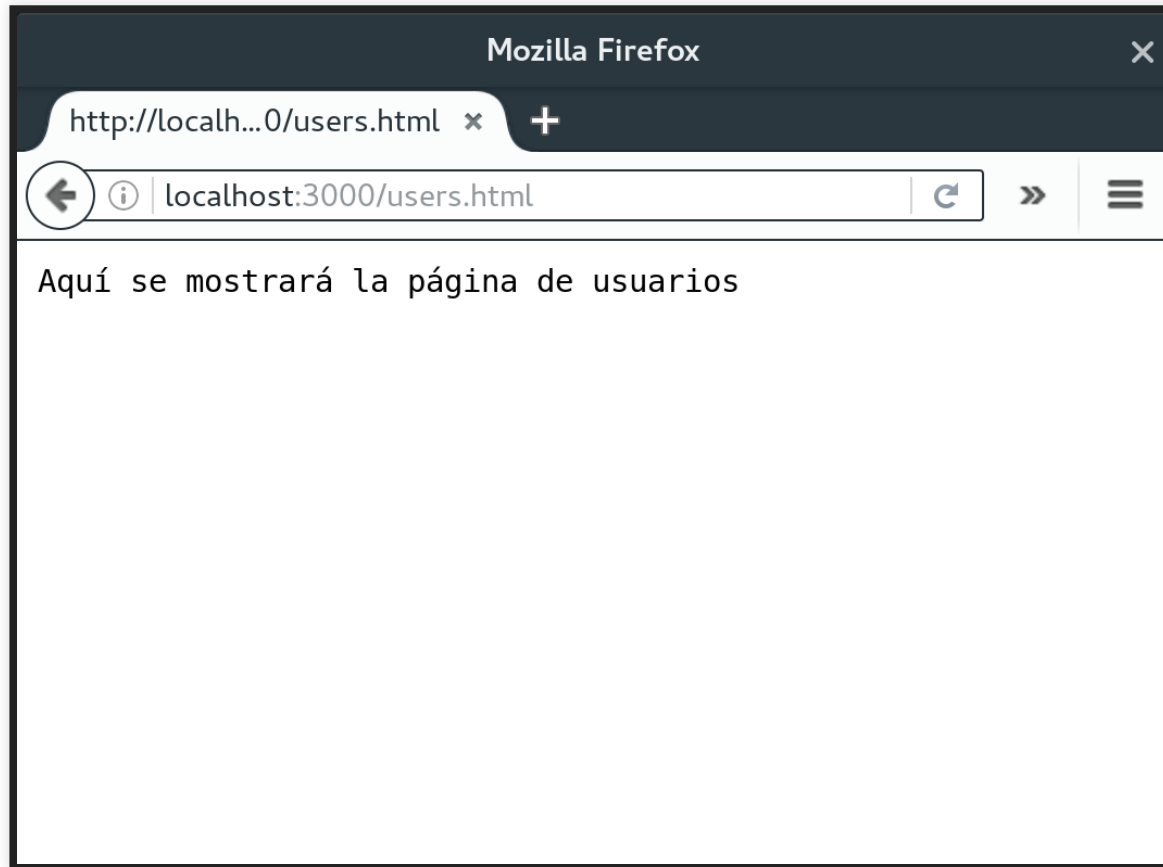 Mozilla Firefox
http://localh...0/users.html
localhost:3000/users.html
Aquí se mostrará la página de usuarios